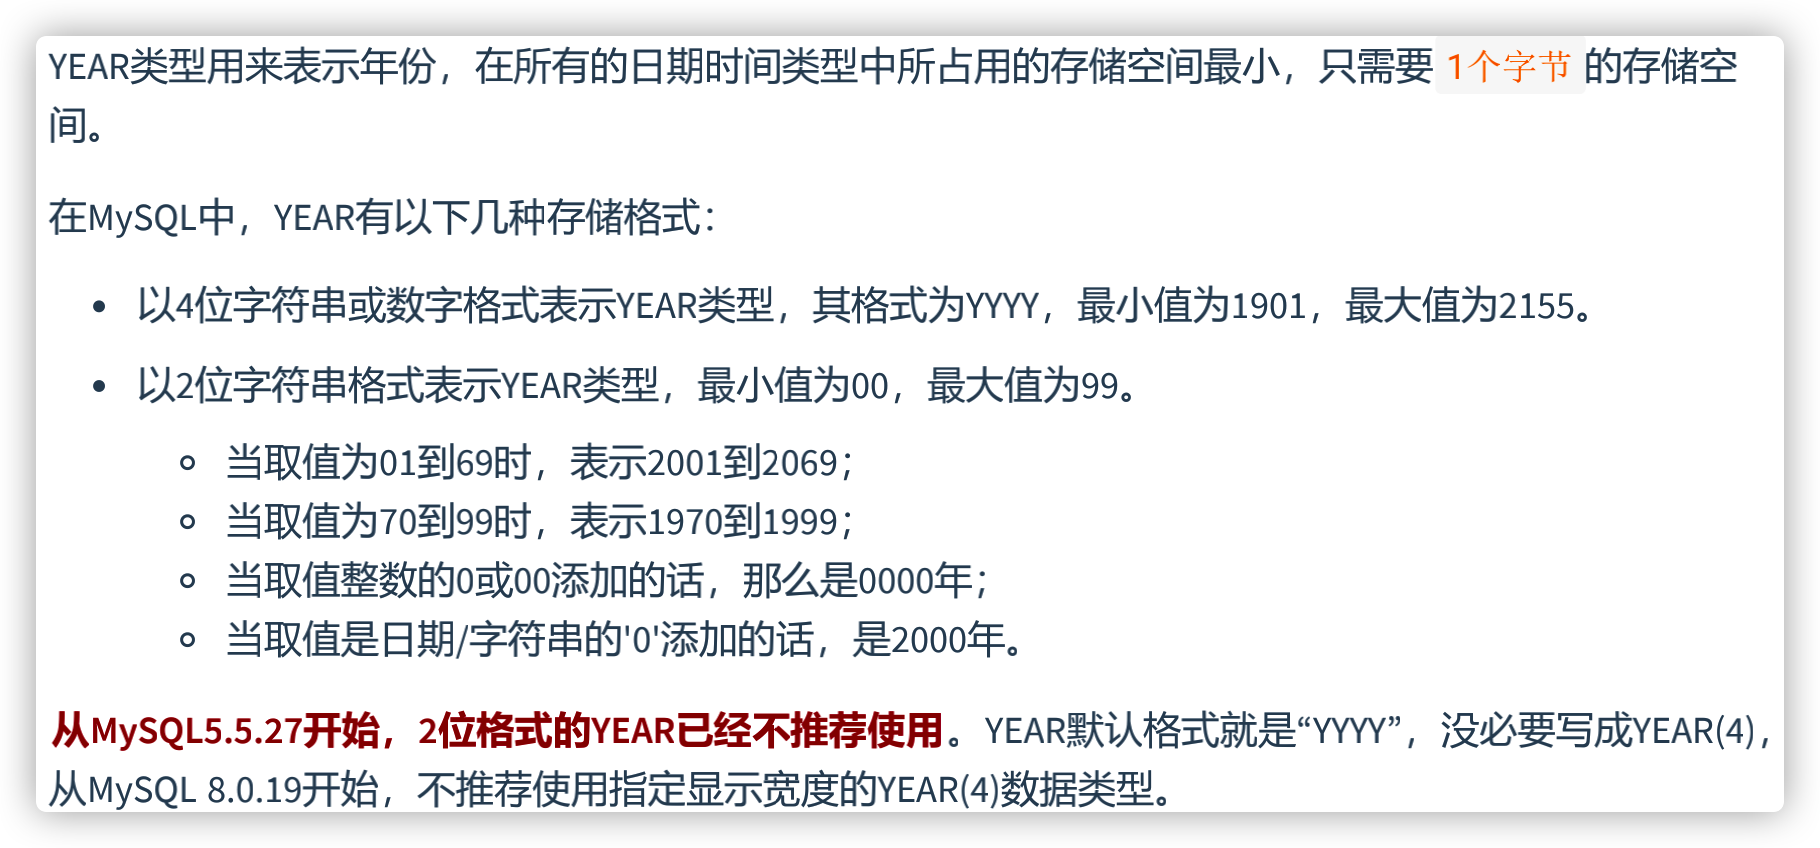 YEAR类型用来表示年份，在所有的日期时间类型中所占用的存储空间最小，只需要 1个字节 的存储空
间。
在MySQL中，YEAR有以下几种存储格式：
• 以4位字符串或数字格式表示YEAR类型，其格式为YYYY，最小值为1901，最大值为2155。
• 以2位字符串格式表示YEAR类型，最小值为00，最大值为99。
◦ 当取值为01到69时，表示2001到2069；
◦ 当取值为70到99时，表示1970到1999；
◦ 当取值整数的0或00添加的话，那么是0000年；
◦ 当取值是日期/字符串的'0'添加的话，是2000年。
从MySQL5.5.27开始，2位格式的YEAR已经不推荐使用。YEAR默认格式就是“YYYY”，没必要写成YEAR(4)，
从MySQL 8.0.19开始，不推荐使用指定显示宽度的YEAR(4)数据类型。